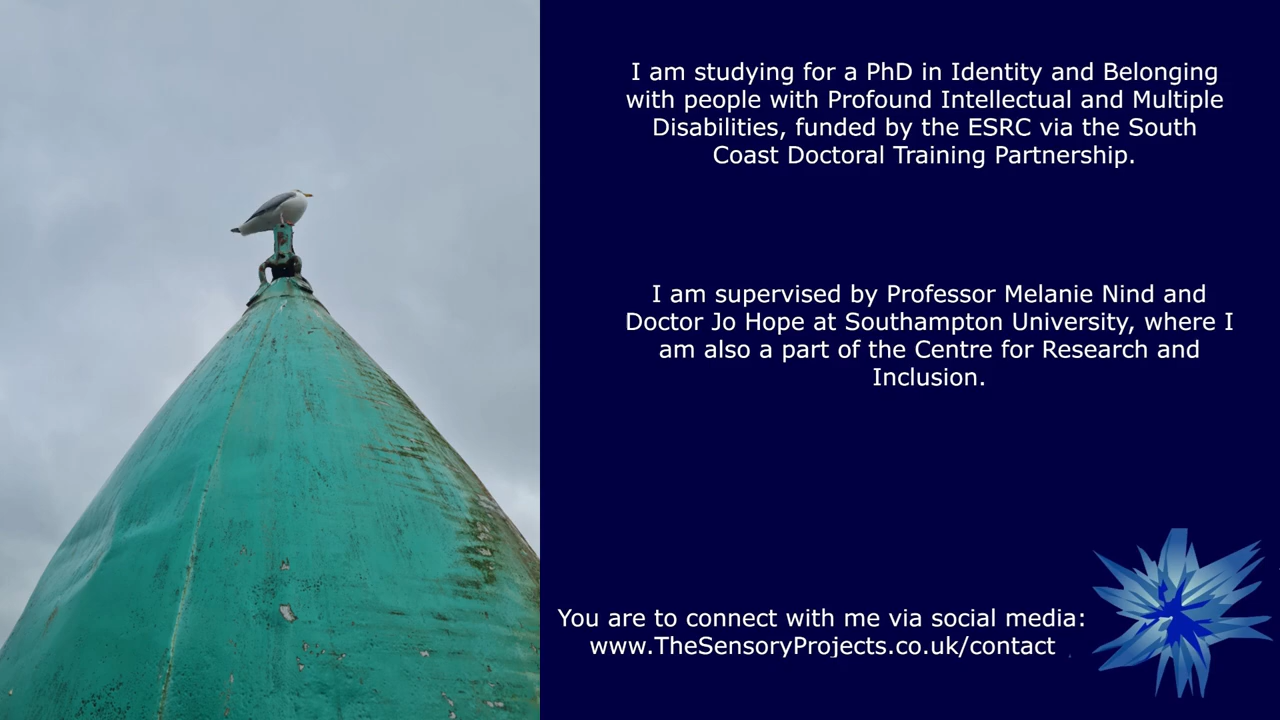 I am studying for a PhD in Identity and Belonging
with people with Profound Intellectual and Multiple
Disabilities, funded by the ESRC via the South
Coast Doctoral Training Partnership.
I am supervised by Professor Melanie Nind and
Doctor Jo Hope at Southampton University, where I
am also a part of the Centre for Research and
Inclusion.
You are to connect with me via social media:
www.TheSensoryProjects.co.uk/contact